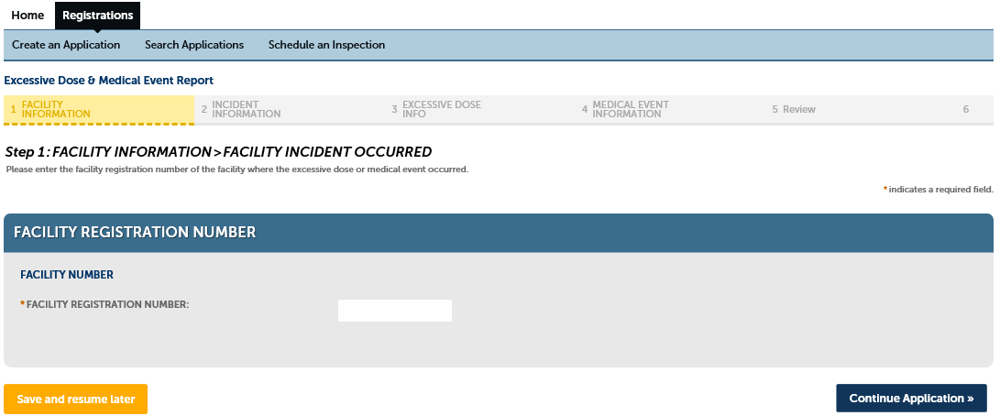 Home Registrations
Create an Application Search Applications Schedule an Inspection
Excessive Dose & Medical Event Report
1 FACILITY INFORMATION
2 INCIDENT INFORMATION
3 EXCESSIVE DOSE INFO
4 MEDICAL EVENT INFORMATION
5 Review
6
Step 1: FACILITY INFORMATION > FACILITY INCIDENT OCCURRED
Please enter the facility registration number of the facility where the excessive dose or medical event occurred.
* indicates a required field.
FACILITY REGISTRATION NUMBER
FACILITY NUMBER
* FACILITY REGISTRATION NUMBER:
Save and resume later
Continue Application »